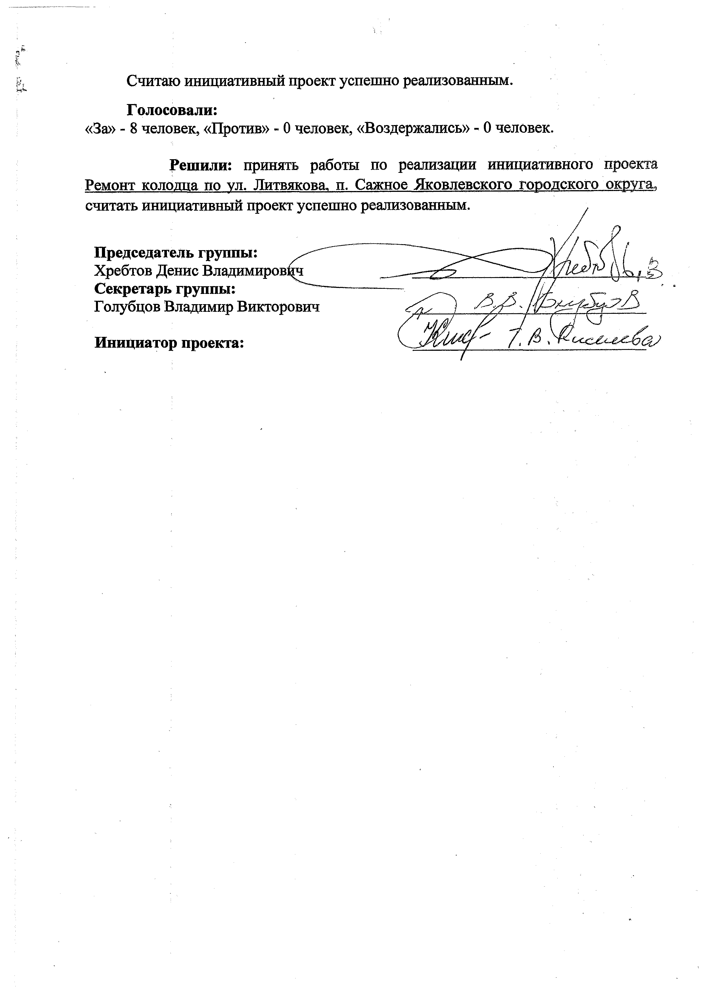 Считаю инициативный проект успешно реализованным.
Голосовали:
«За» - 8 человек, «Против» - 0 человек, «Воздержались» - 0 человек.
Решили: принять работы по реализации инициативного проекта
Ремонт колодца по ул. Литвякова, п. Сажное Яковлевского городского округа,
считать инициативный проект успешно реализованным.
Председатель группы:
Хребтов Денис Владимирович
Секретарь группы:
Голубцов Владимир Викторович В.В. Голубцов
Инициатор проекта: Т.В. Киселева